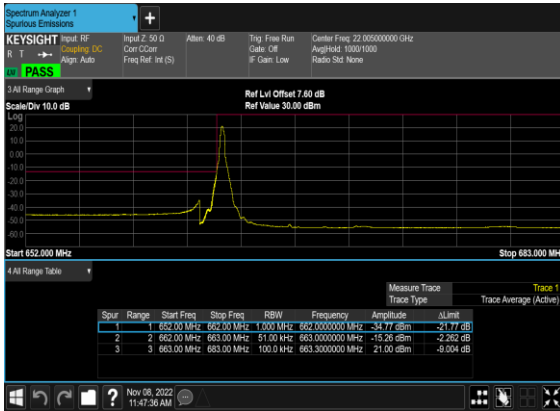 Spectrum Analyzer 1
Spurious Emissions
KEYSIGHT Input: RF Input Z: 50 Ω Atten: 40 dB Trig: Free Run Center Freq: 22.005000000 GHz
R T Coupling: DC Corr CCorr Gate: Off Avg|Hold: 1000/1000
Align: Auto Freq Ref: Int (S) IF Gain: Low Radio Std: None
PASS
3 All Range Graph
Scale/Div 10.0 dB
Ref Lvl Offset 7.60 dB
Ref Value 30.00 dBm
Log
20.0
10.0
0.00
-10.0
-20.0
-30.0
-40.0
-50.0
-60.0
Start 652.000 MHz Stop 683.000 MH
4 All Range Table
Measure Trace Trace 1
Trace Type Trace Average (Active)
Spur Range Start Freq Stop Freq RBW Frequency Amplitude ΔLimit
1 1 652.00 MHz 662.00 MHz 1.000 MHz 662.0000000 MHz -34.77 dBm -21.77 dB
2 2 662.00 MHz 663.00 MHz 51.00 kHz 663.0000000 MHz -15.26 dBm -2.262 dB
3 3 663.00 MHz 683.00 MHz 100.0 kHz 663.3000000 MHz 21.00 dBm -9.004 dB
Nov 08, 2022
11:47:36 AM